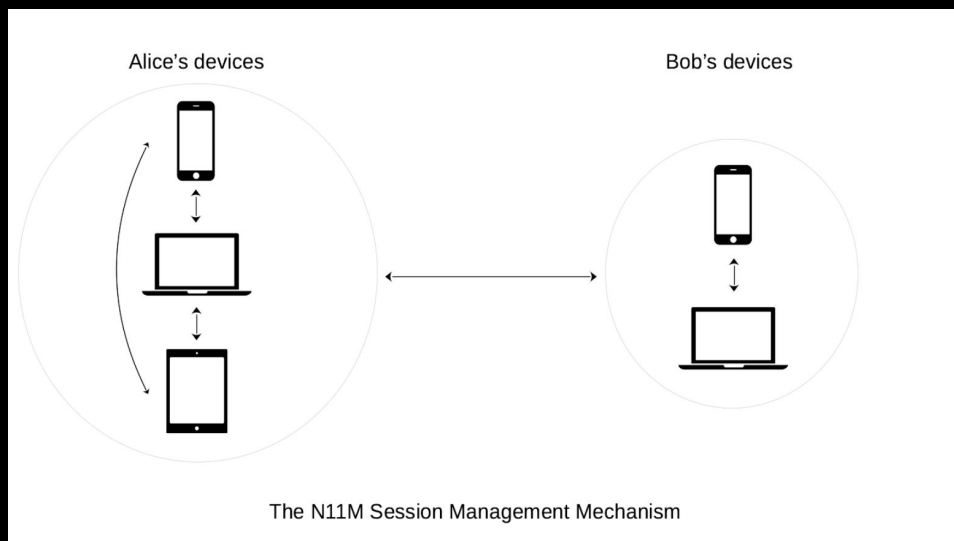 Alice’s devices
Bob’s devices
The N11M Session Management Mechanism